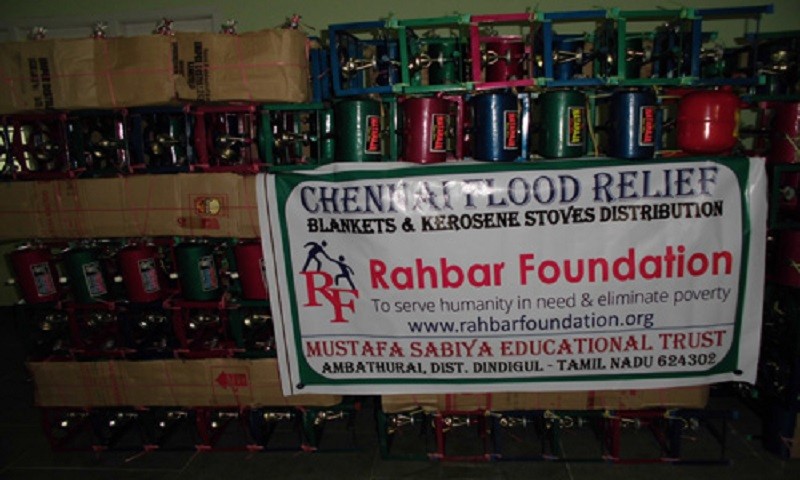 CHENNAI FLOOD RELIEF
BLANKETS & KEROSENE STOVES DISTRIBUTION
RF
Rahbar Foundation
To serve humanity in need & eliminate poverty
www.rahbarfoundation.org
MUSTAFA SABIYA EDUCATIONAL TRUST
AMBATHURAI, DIST. DINDIGUL - TAMIL NADU 624302